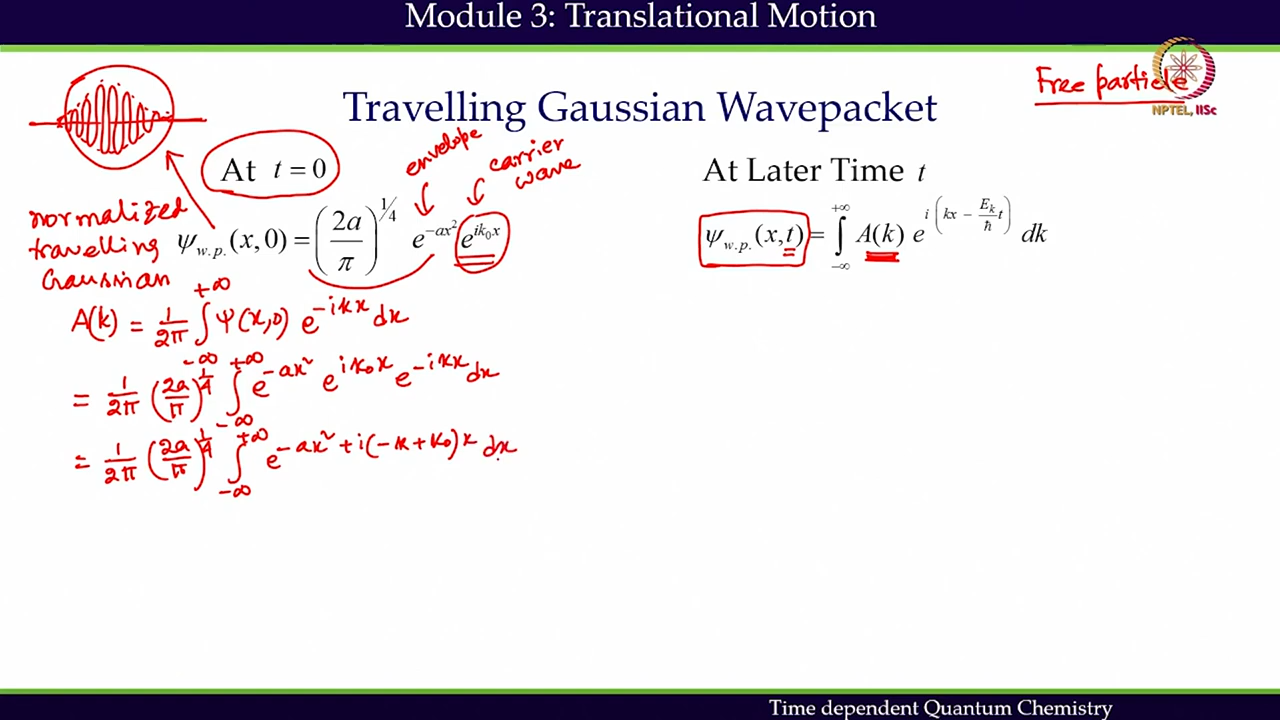 Module 3: Translational Motion
Free particle
NPTEL, IISc
Travelling Gaussian Wavepacket
At t = 0
envelope
carrier wave
normalized
travelling
Gaussian
ψ_{w.p.}(x,0) = (2a/π)^{1/4} e^{-ax²} e^{ik₀x}
A(k) = 1/2π ∫_{-∞}^{+∞} ψ(x,0) e^{-ikx} dx
= 1/2π (2a/π)^{1/4} ∫_{-∞}^{+∞} e^{-ax²} e^{ik₀x} e^{-ikx} dx
= 1/2π (2a/π)^{1/4} ∫_{-∞}^{+∞} e^{-ax² + i(-k+k₀)x} dx
At Later Time t
ψ_{w.p.}(x,t) = ∫_{-∞}^{+∞} A(k) e^{i(kx - E_k/ħ t)} dk
Time dependent Quantum Chemistry